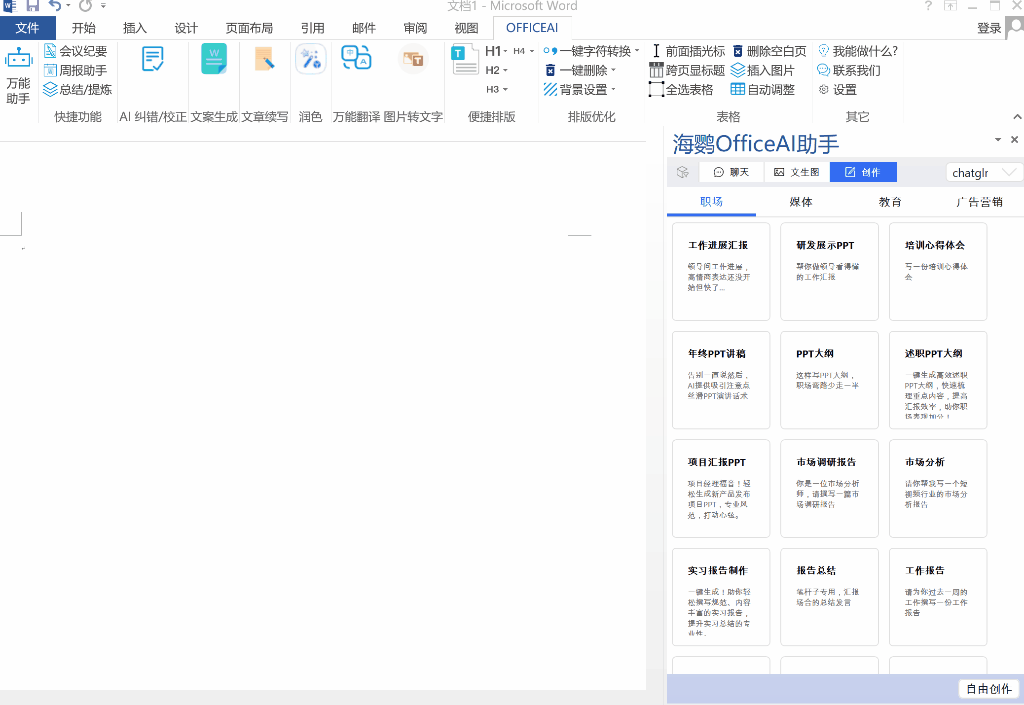 文档1 - Microsoft Word
文件 开始 插入 设计 页面布局 引用 邮件 审阅 视图 OFFICEAI 登录
万能助手
会议纪要
周报助手
总结/提炼
快捷功能
AI 纠错/校正
文案生成
文章续写
润色
万能翻译
图片转文字
H1 H4
H2
H3
便捷排版
一键字符转换
一键删除
背景设置
排版优化
前面插光标 删除空白页
跨页显标题 插入图片
全选表格 自动调整
表格
我能做什么?
联系我们
设置
其它
海鹦OfficeAI助手
聊天 文生图 创作 chatglr
职场 媒体 教育 广告营销
工作进展汇报
领导问工作进展,
高情商表达还没开
始但快了...
研发展示PPT
帮你做领导看得懂
的工作汇报
培训心得体会
写一份培训心得体
会
年终PPT讲稿
告别一西装然后,
AI提供吸引注意点
丝滑PPT演讲话术
PPT大纲
这样写PPT大纲,
职场弯路少走一半
述职PPT大纲
一键生成高效述职
PPT大纲,快速梳
理重点内容,提高
汇报效率,助你职
场表现加分!
项目汇报PPT
项目经理福音!轻
松生成新产品发布
项目PPT,专业风
范,打动心弦。
市场调研报告
你是一位市场分析
师,请撰写一篇市
场调研报告
市场分析
请你帮我写一个短
视频行业的市场分
析报告
实习报告制作
一键生成!助你轻
松撰写规范、内容
丰富的实习报告,
提升实习总结的专
业性。
报告总结
笔杆子专用,汇报
场合的总结发言
工作报告
请为你过去一周的
工作撰写一份工作
报告
自由创作